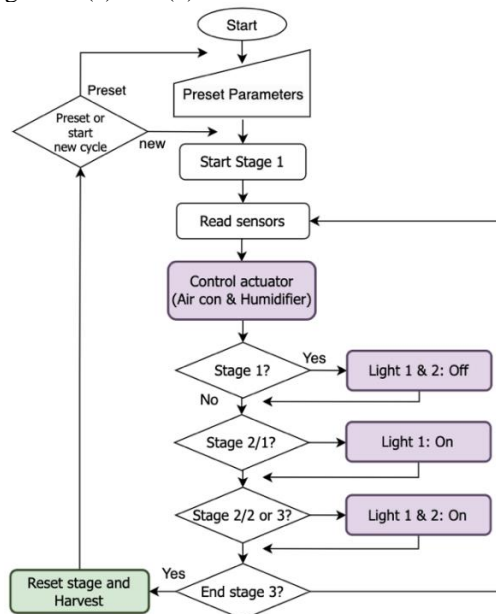 Start
Preset
Preset Parameters
Preset or
start
new cycle
new
Start Stage 1
Read sensors
Control actuator
(Air con & Humidifier)
Stage 1?
Yes
Light 1 & 2: Off
No
Stage 2/1?
Light 1: On
Stage 2/2 or 3?
Light 1 & 2: On
Reset stage and
Harvest
Yes
End stage 3?